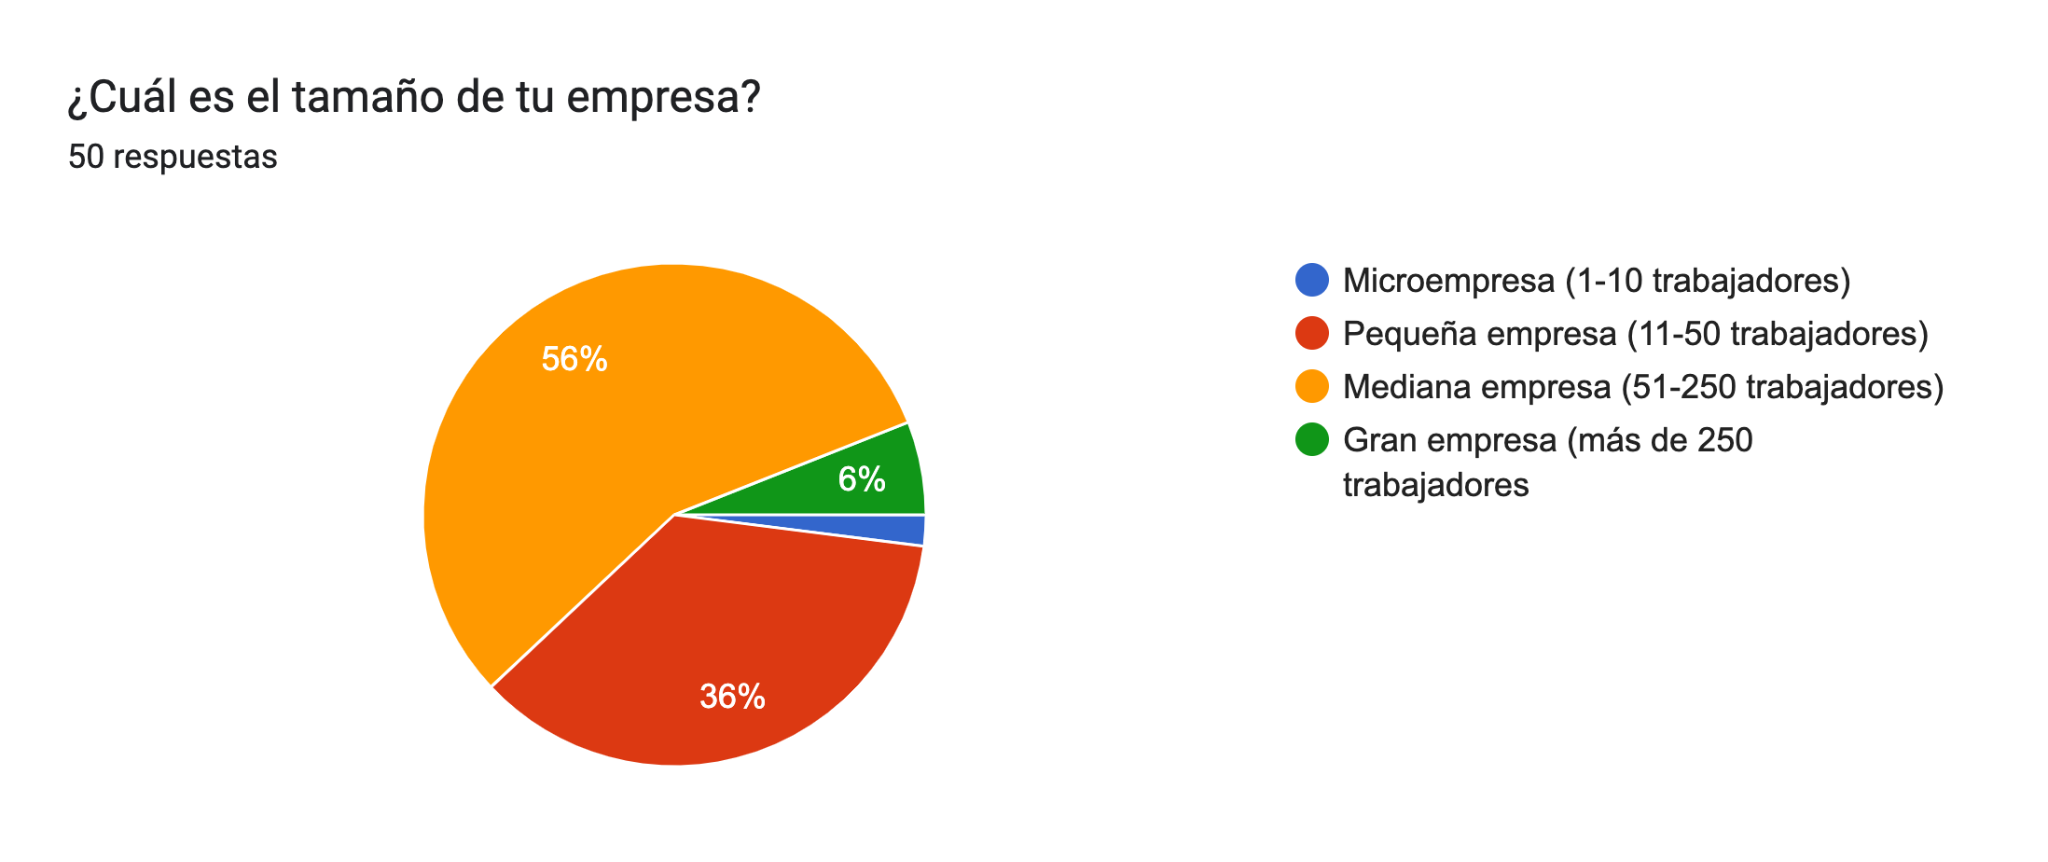 ¿Cuál es el tamaño de tu empresa?
50 respuestas
56%
6%
36%
Microempresa (1-10 trabajadores)
Pequeña empresa (11-50 trabajadores)
Mediana empresa (51-250 trabajadores)
Gran empresa (más de 250
trabajadores